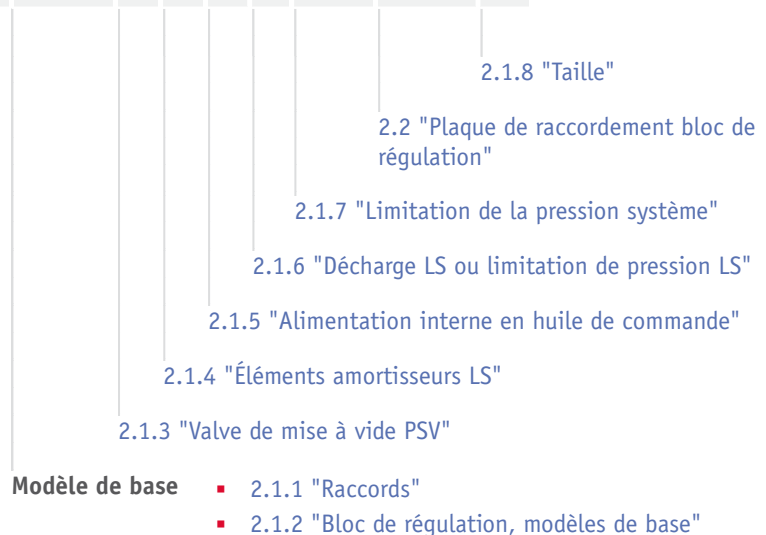 2.1.8 "Taille"
2.2 "Plaque de raccordement bloc de
régulation"
2.1.7 "Limitation de la pression système"
2.1.6 "Décharge LS ou limitation de pression LS"
2.1.5 "Alimentation interne en huile de commande"
2.1.4 "Éléments amortisseurs LS"
2.1.3 "Valve de mise à vide PSV"
Modèle de base ▪ 2.1.1 "Raccords"
▪ 2.1.2 "Bloc de régulation, modèles de base"